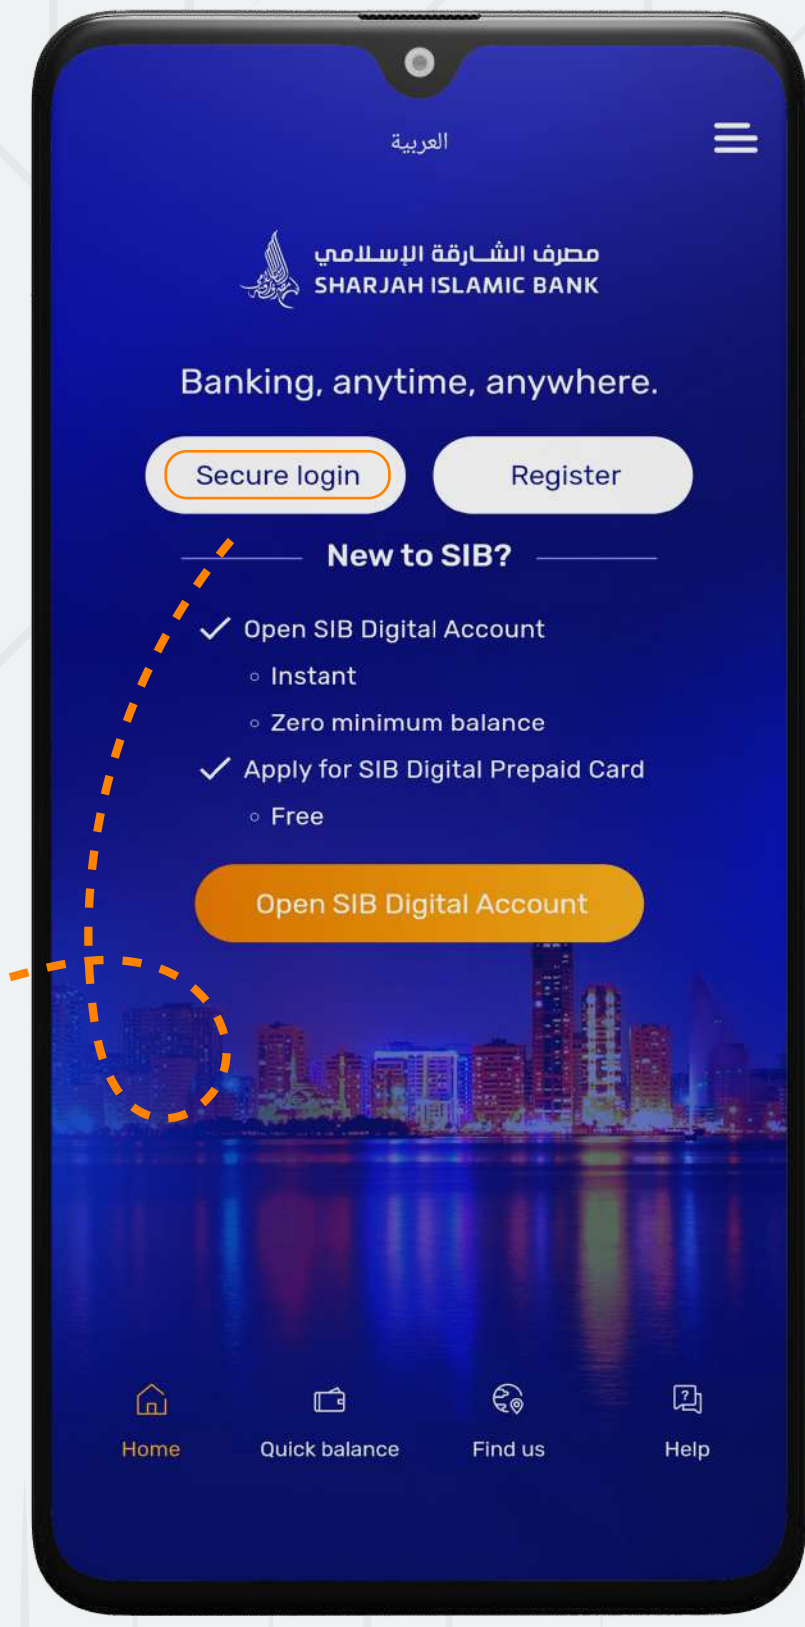 العربية
مصرف الشارقة الإسلامي
SHARJAH ISLAMIC BANK
Banking, anytime, anywhere.
Secure login
Register
New to SIB?
Open SIB Digital Account
Instant
Zero minimum balance
Apply for SIB Digital Prepaid Card
Free
Open SIB Digital Account
Home
Quick balance
Find us
Help